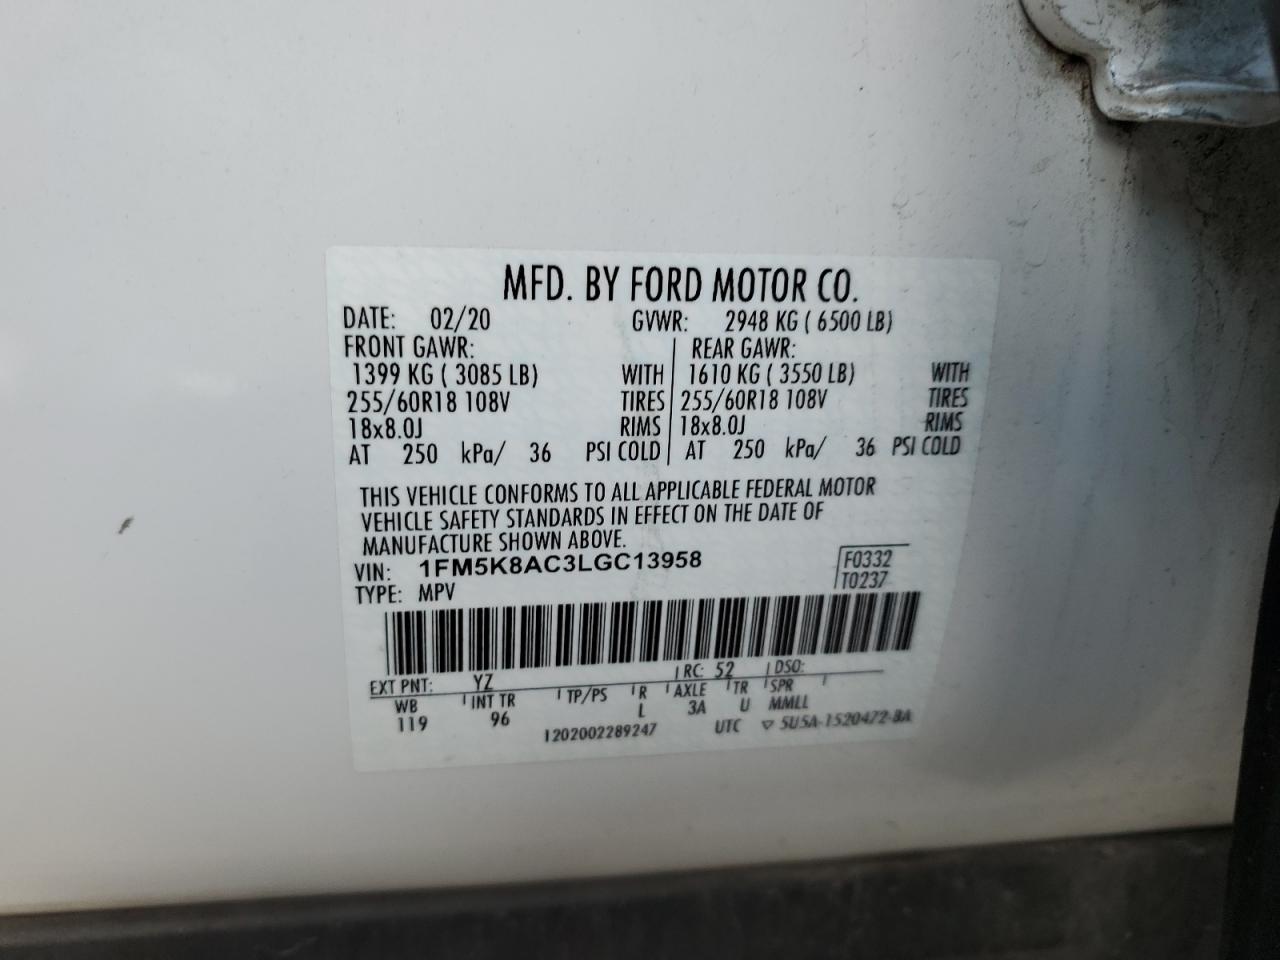 MFD. BY FORD MOTOR CO.
DATE: 02/20 GVWR: 2948 KG ( 6500 LB)
FRONT GAWR: REAR GAWR:
1399 KG ( 3085 LB) WITH 1610 KG ( 3550 LB) WITH
255/60R18 108V TIRES 255/60R18 108V TIRES
18x8.0J RIMS 18x8.0J RIMS
AT 250 kPa/ 36 PSI COLD AT 250 kPa/ 36 PSI COLD
THIS VEHICLE CONFORMS TO ALL APPLICABLE FEDERAL MOTOR
VEHICLE SAFETY STANDARDS IN EFFECT ON THE DATE OF
MANUFACTURE SHOWN ABOVE.
VIN: 1FM5K8AC3LGC13958 F0332
TYPE: MPV T0237
RC: 52 DSO:
EXT PNT: YZ
WB INT TR TP/PS R AXLE TR SPR
119 96 L 3A U MMLL
1202002289247 UTC ▽ 5U5A-1520472-BA